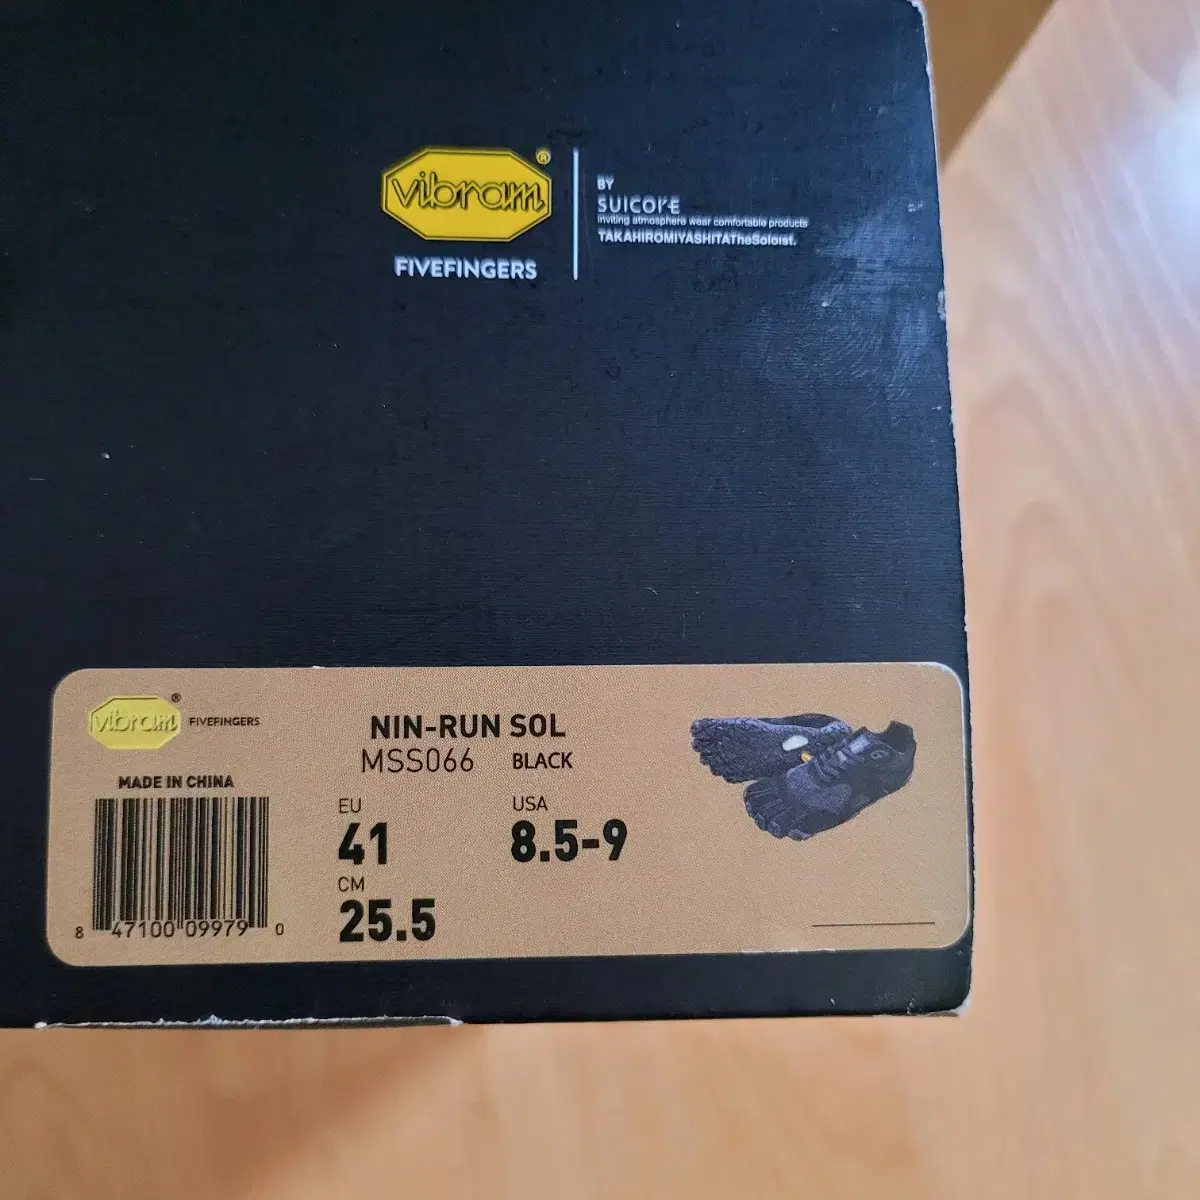 vibram®
FIVEFINGERS
BY
SUICOKE
inviting atmosphere wear comfortable products
TAKAHIROMIYASHITATheSoloist.
vibram® FIVEFINGERS
MADE IN CHINA
8 47100 09979 0
NIN-RUN SOL
MSS066 BLACK
EU
41
USA
8.5-9
CM
25.5